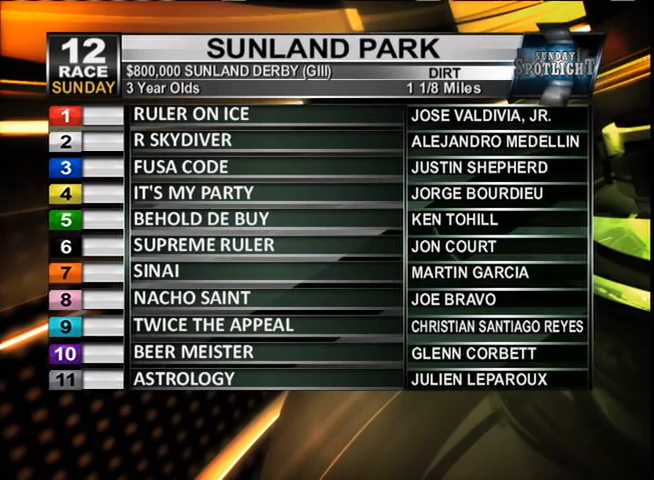 12
RACE
SUNDAY
SUNLAND PARK
$800,000 SUNLAND DERBY (GIII) DIRT
3 Year Olds 1 1/8 Miles
SUNDAY
SPOTLIGHT
1 RULER ON ICE JOSE VALDIVIA, JR.
2 R SKYDIVER ALEJANDRO MEDELLIN
3 FUSA CODE JUSTIN SHEPHERD
4 IT'S MY PARTY JORGE BOURDIEU
5 BEHOLD DE BUY KEN TOHILL
6 SUPREME RULER JON COURT
7 SINAI MARTIN GARCIA
8 NACHO SAINT JOE BRAVO
9 TWICE THE APPEAL CHRISTIAN SANTIAGO REYES
10 BEER MEISTER GLENN CORBETT
11 ASTROLOGY JULIEN LEPAROUX